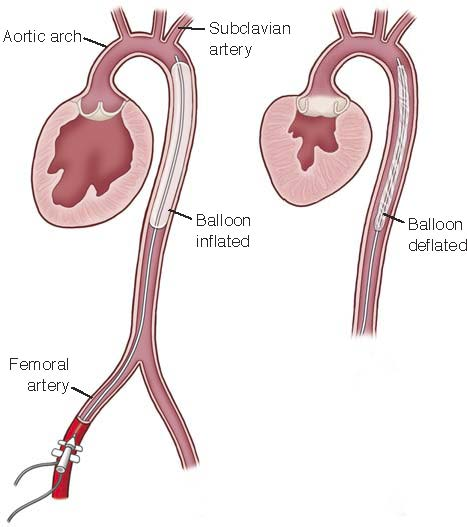 Aortic arch
Subclavian
artery
Balloon
inflated
Balloon
deflated
Femoral
artery